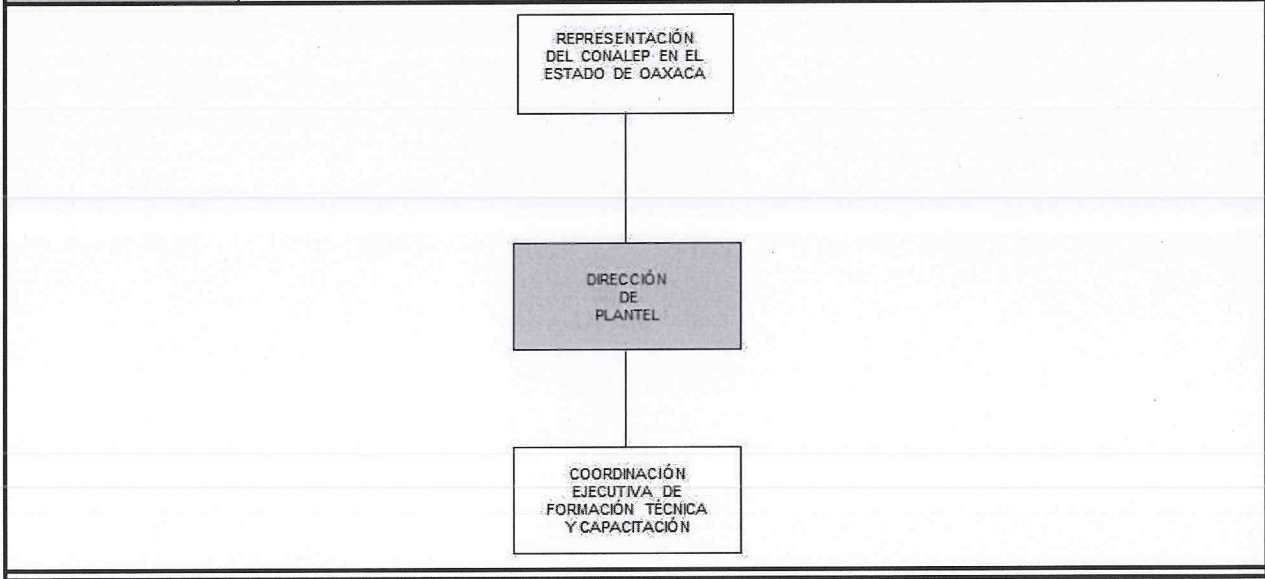 REPRESENTACIÓN
DEL CONALEP EN EL
ESTADO DE OAXACA
DIRECCIÓN
DE
PLANTEL
COORDINACIÓN
EJECUTIVA DE
FORMACIÓN TÉCNICA
Y CAPACITACIÓN